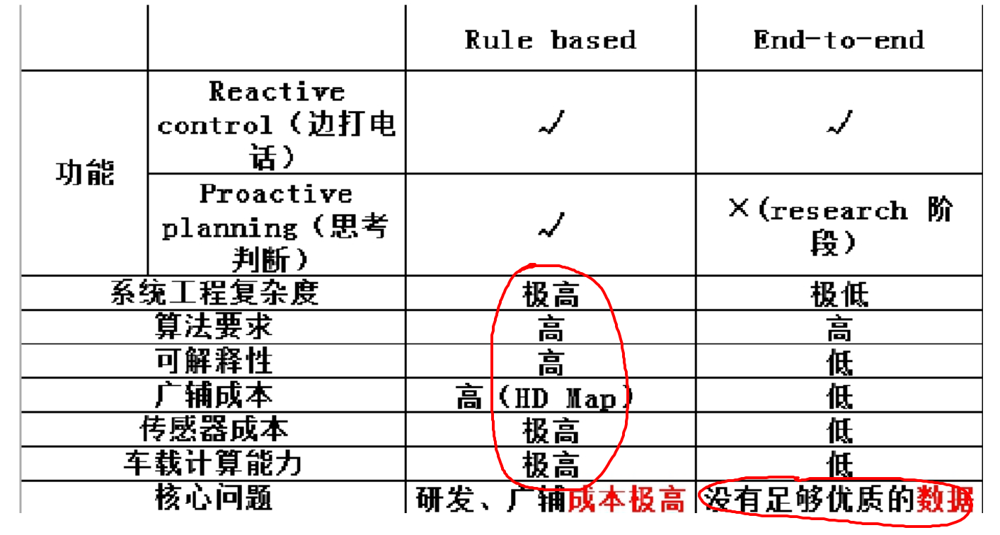 Rule based End-to-end
功能
Reactive
control（边打电
话）
√ √
Proactive
planning（思考
判断）
√ ×(research 阶
段）
系统工程复杂度 极高 极低
算法要求 高 高
可解释性 高 低
广辅成本 高（HD Map） 低
传感器成本 极高 低
车载计算能力 极高 低
核心问题 研发、广辅成本极高 没有足够优质的数据